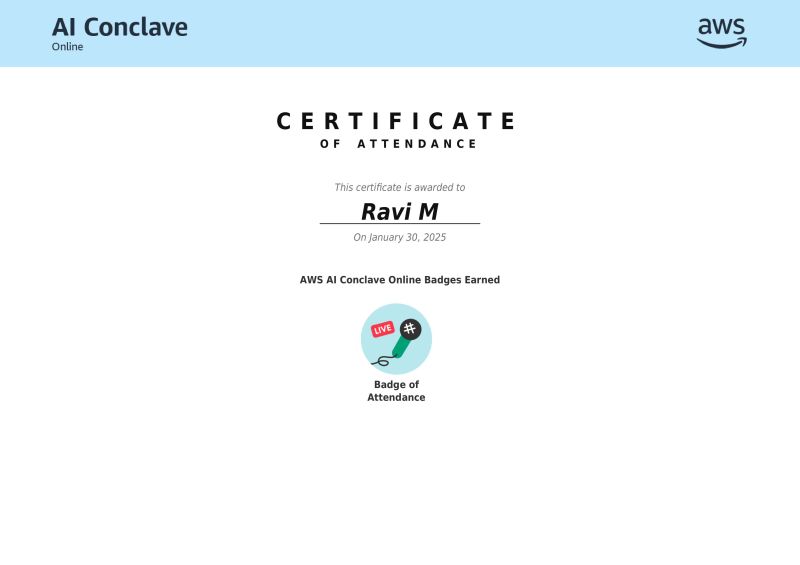 AI Conclave
Online
aws
CERTIFICATE
OF ATTENDANCE
This certificate is awarded to
Ravi M
On January 30, 2025
AWS AI Conclave Online Badges Earned
LIVE
#
Badge of
Attendance